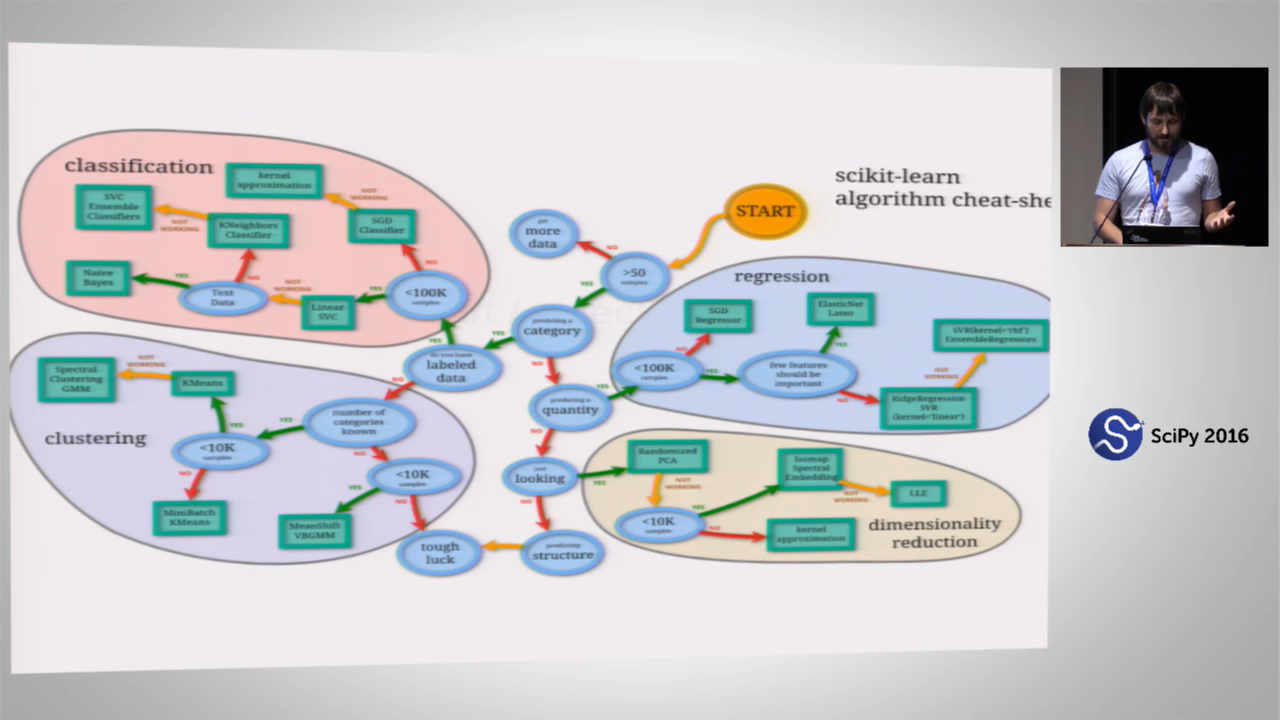 scikit-learn
algorithm cheat-she
START
get
more
data
NO
>50
samples
YES
predicting a
category
YES
NO
do you have
labeled
data
YES
NO
predicting a
quantity
YES
NO
just
looking
YES
NO
predicting
structure
tough
luck
classification
kernel
approximation
NOT
WORKING
SVC
Ensemble
Classifiers
NOT
WORKING
KNeighbors
Classifier
SGD
Classifier
NO
Naive
Bayes
YES
Text
Data
NO
NOT
WORKING
Linear
SVC
YES
<100K
samples
clustering
Spectral
Clustering
GMM
NOT
WORKING
KMeans
YES
<10K
samples
NO
MiniBatch
KMeans
YES
number of
categories
known
NO
<10K
samples
YES
NO
MeanShift
VBGMM
regression
SGD
Regressor
NO
<100K
samples
YES
ElasticNet
Lasso
YES
few features
should be
important
NO
SVR(kernel='rbf')
EnsembleRegressors
NOT
WORKING
RidgeRegression
SVR
(kernel='linear')
Randomized
PCA
NOT
WORKING
<10K
samples
YES
NO
Isomap
Spectral
Embedding
NOT
WORKING
LLE
kernel
approximation
dimensionality
reduction
SciPy 2016